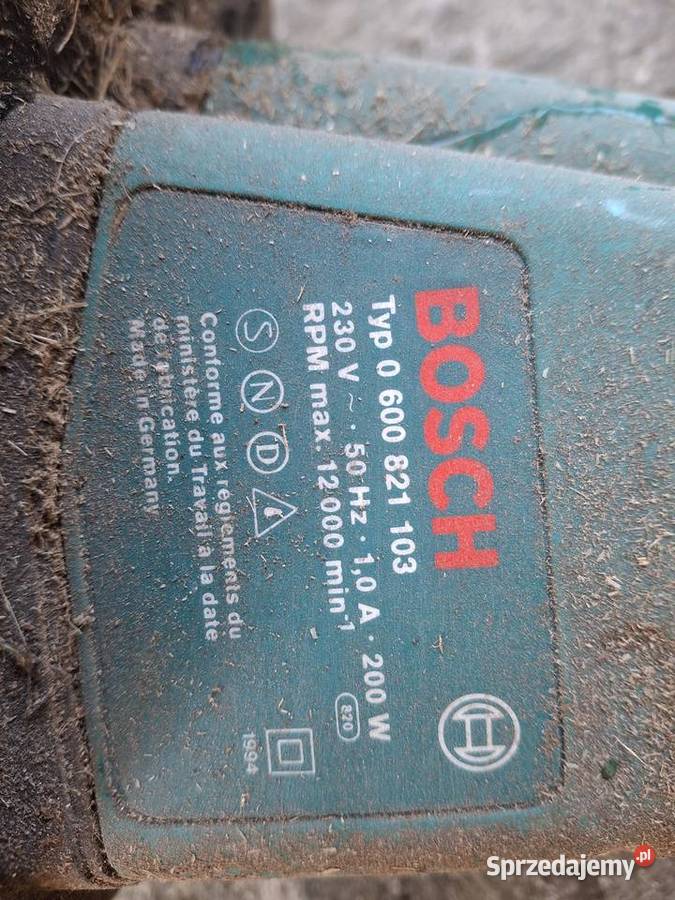 BOSCH
Typ 0 600 821 103
230 V ~ · 50 Hz · 1,0 A · 200 W
RPM max. 12 000 min-1
820
S N D
Conforme aux règlements du
ministère du Travail à la date
de fabrication.
Made in Germany
1994
Sprzedajemy.pl